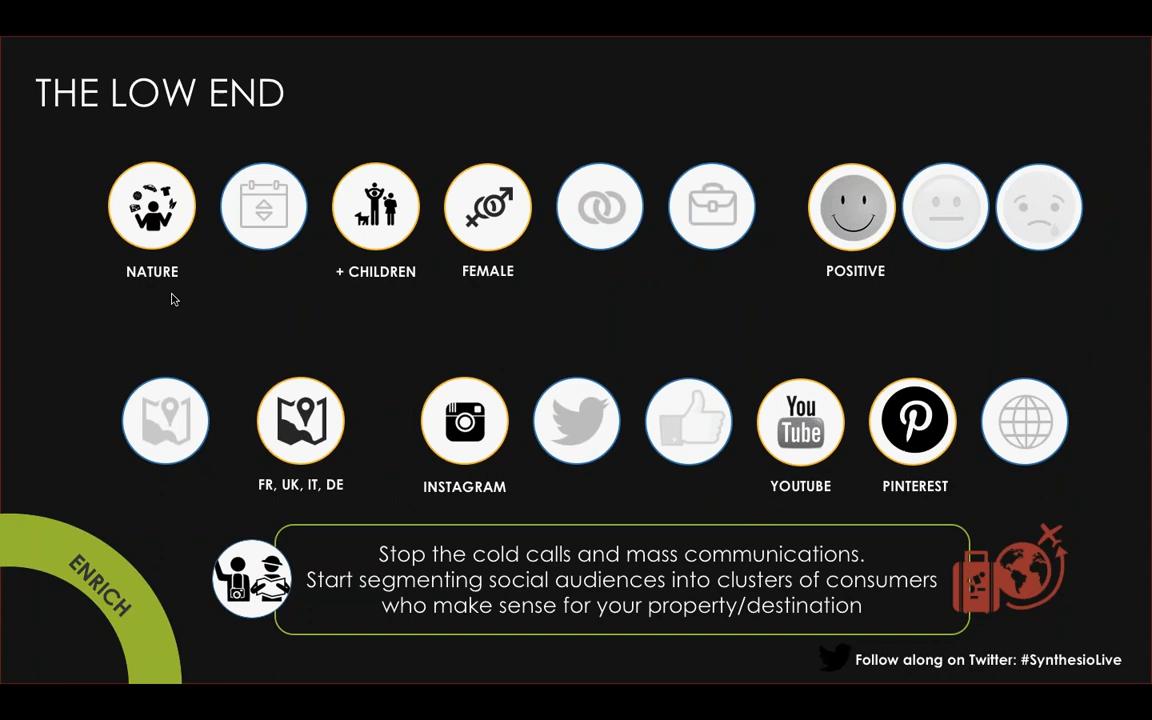 THE LOW END
NATURE
+ CHILDREN
FEMALE
POSITIVE
You
Tube
FR, UK, IT, DE
INSTAGRAM
YOUTUBE
PINTEREST
ENRICH
Stop the cold calls and mass communications.
Start segmenting social audiences into clusters of consumers
who make sense for your property/destination
Follow along on Twitter: #SynthesioLive